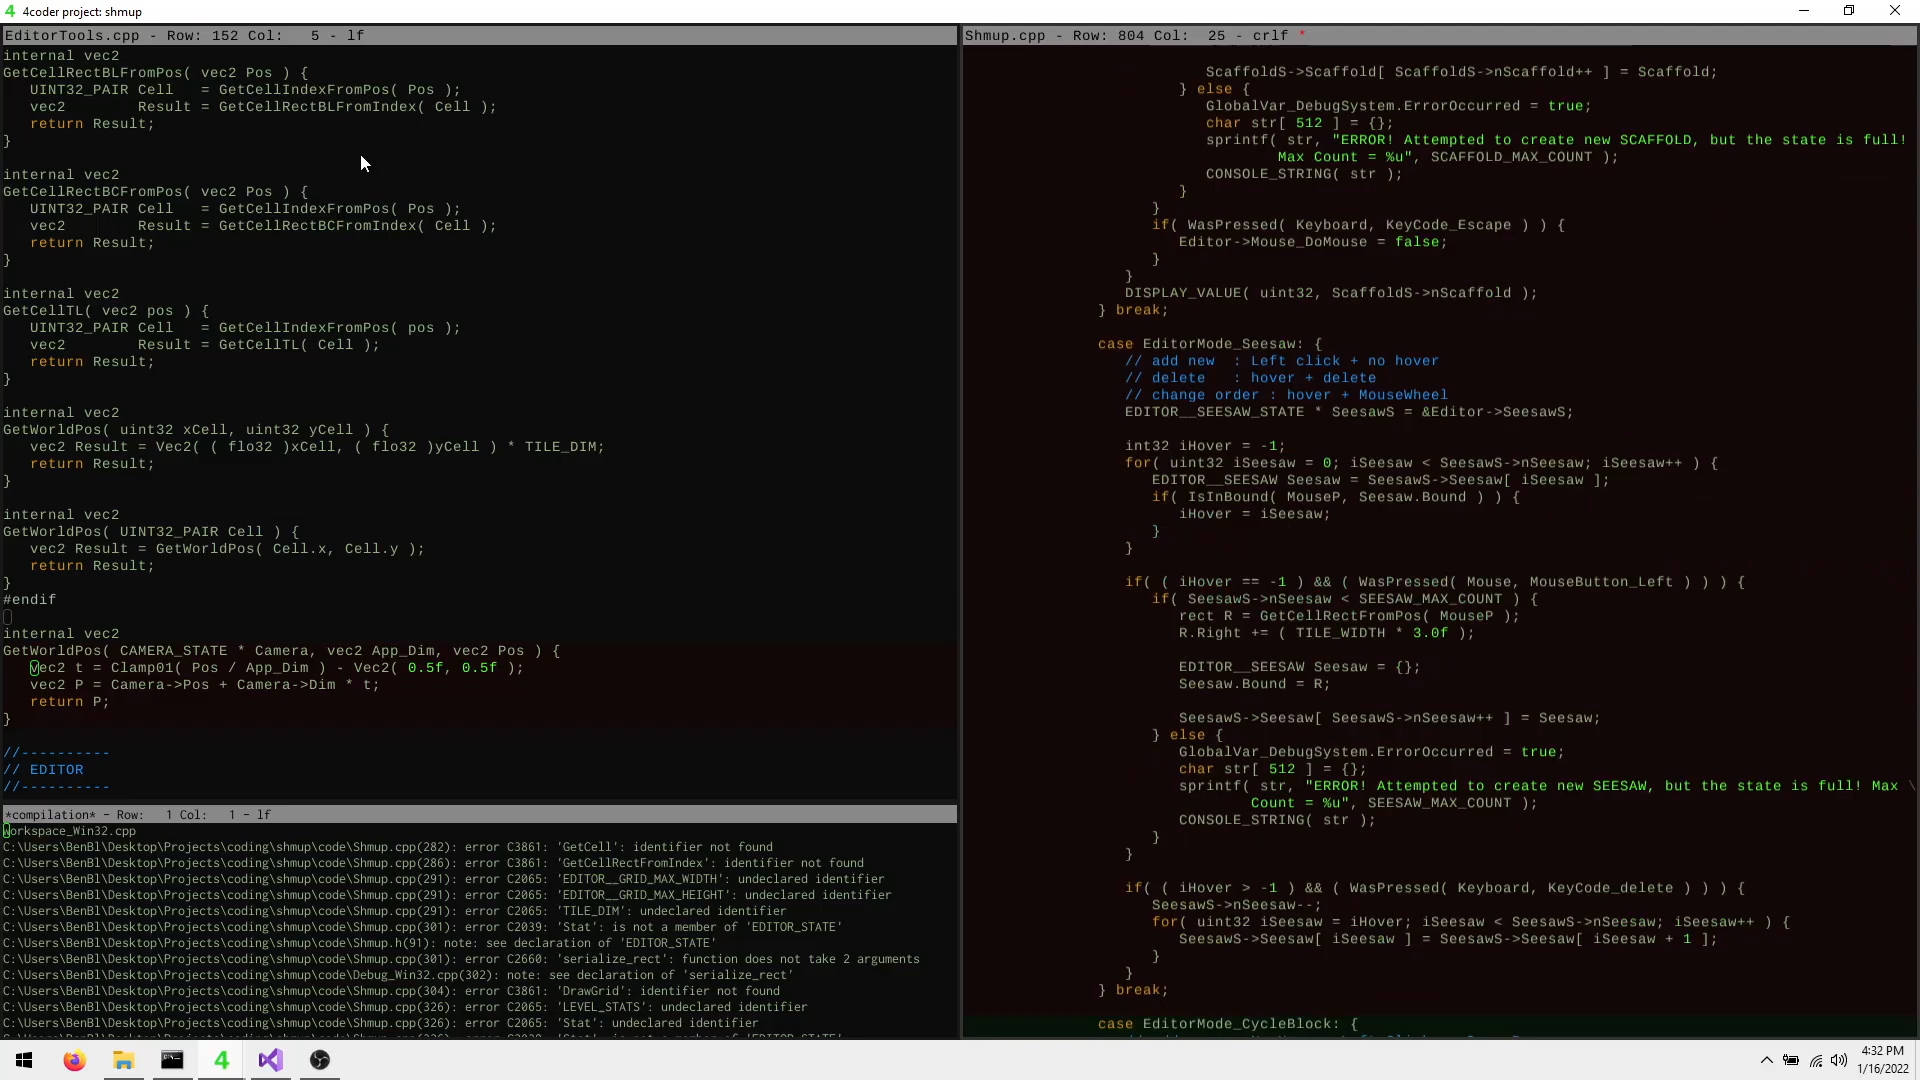 4coder project: shmup
EditorTools.cpp - Row: 152 Col:   5 - lf
internal vec2
GetCellRectBLFromPos( vec2 Pos ) {
   UINT32_PAIR Cell   = GetCellIndexFromPos( Pos );
   vec2        Result = GetCellRectBLFromIndex( Cell );
   return Result;
}
internal vec2
GetCellRectBCFromPos( vec2 Pos ) {
   UINT32_PAIR Cell   = GetCellIndexFromPos( Pos );
   vec2        Result = GetCellRectBCFromIndex( Cell );
   return Result;
}
internal vec2
GetCellTL( vec2 pos ) {
   UINT32_PAIR Cell   = GetCellIndexFromPos( pos );
   vec2        Result = GetCellTL( Cell );
   return Result;
}
internal vec2
GetWorldPos( uint32 xCell, uint32 yCell ) {
   vec2 Result = Vec2( ( flo32 )xCell, ( flo32 )yCell ) * TILE_DIM;
   return Result;
}
internal vec2
GetWorldPos( UINT32_PAIR Cell ) {
   vec2 Result = GetWorldPos( Cell.x, Cell.y );
   return Result;
}
#endif
internal vec2
GetWorldPos( CAMERA_STATE * Camera, vec2 App_Dim, vec2 Pos ) {
   vec2 t = Clamp01( Pos / App_Dim ) - Vec2( 0.5f, 0.5f );
   vec2 P = Camera->Pos + Camera->Dim * t;
   return P;
}
//----------
// EDITOR
//----------
*compilation* - Row:   1 Col:   1 - lf
Workspace_Win32.cpp
C:\Users\BenBl\Desktop\Projects\coding\shmup\code\Shmup.cpp(282): error C3861: 'GetCell': identifier not found
C:\Users\BenBl\Desktop\Projects\coding\shmup\code\Shmup.cpp(286): error C3861: 'GetCellRectFromIndex': identifier not found
C:\Users\BenBl\Desktop\Projects\coding\shmup\code\Shmup.cpp(291): error C2065: 'EDITOR__GRID_MAX_WIDTH': undeclared identifier
C:\Users\BenBl\Desktop\Projects\coding\shmup\code\Shmup.cpp(291): error C2065: 'EDITOR__GRID_MAX_HEIGHT': undeclared identifier
C:\Users\BenBl\Desktop\Projects\coding\shmup\code\Shmup.cpp(291): error C2065: 'TILE_DIM': undeclared identifier
C:\Users\BenBl\Desktop\Projects\coding\shmup\code\Shmup.cpp(301): error C2039: 'Stat': is not a member of 'EDITOR_STATE'
C:\Users\BenBl\Desktop\Projects\coding\shmup\code\Shmup.h(91): note: see declaration of 'EDITOR_STATE'
C:\Users\BenBl\Desktop\Projects\coding\shmup\code\Shmup.cpp(301): error C2660: 'serialize_rect': function does not take 2 arguments
C:\Users\BenBl\Desktop\Projects\coding\shmup\code\Debug_Win32.cpp(302): note: see declaration of 'serialize_rect'
C:\Users\BenBl\Desktop\Projects\coding\shmup\code\Shmup.cpp(304): error C3861: 'DrawGrid': identifier not found
C:\Users\BenBl\Desktop\Projects\coding\shmup\code\Shmup.cpp(326): error C2065: 'LEVEL_STATS': undeclared identifier
C:\Users\BenBl\Desktop\Projects\coding\shmup\code\Shmup.cpp(326): error C2065: 'Stat': undeclared identifier
Shmup.cpp - Row: 804 Col:  25 - crlf *
ScaffoldS->Scaffold[ ScaffoldS->nScaffold++ ] = Scaffold;
} else {
GlobalVar_DebugSystem.ErrorOccurred = true;
char str[ 512 ] = {};
sprintf( str, "ERROR! Attempted to create new SCAFFOLD, but the state is full!
Max Count = %u", SCAFFOLD_MAX_COUNT );
CONSOLE_STRING( str );
}
}
if( WasPressed( Keyboard, KeyCode_Escape ) ) {
Editor->Mouse_DoMouse = false;
}
}
DISPLAY_VALUE( uint32, ScaffoldS->nScaffold );
} break;
case EditorMode_Seesaw: {
// add new  : Left click + no hover
// delete   : hover + delete
// change order : hover + MouseWheel
EDITOR__SEESAW_STATE * SeesawS = &Editor->SeesawS;
int32 iHover = -1;
for( uint32 iSeesaw = 0; iSeesaw < SeesawS->nSeesaw; iSeesaw++ ) {
EDITOR__SEESAW Seesaw = SeesawS->Seesaw[ iSeesaw ];
if( IsInBound( MouseP, Seesaw.Bound ) ) {
iHover = iSeesaw;
}
}
if( ( iHover == -1 ) && ( WasPressed( Mouse, MouseButton_Left ) ) ) {
if( SeesawS->nSeesaw < SEESAW_MAX_COUNT ) {
rect R = GetCellRectFromPos( MouseP );
R.Right += ( TILE_WIDTH * 3.0f );
EDITOR__SEESAW Seesaw = {};
Seesaw.Bound = R;
SeesawS->Seesaw[ SeesawS->nSeesaw++ ] = Seesaw;
} else {
GlobalVar_DebugSystem.ErrorOccurred = true;
char str[ 512 ] = {};
sprintf( str, "ERROR! Attempted to create new SEESAW, but the state is full! Max \
Count = %u", SEESAW_MAX_COUNT );
CONSOLE_STRING( str );
}
}
if( ( iHover > -1 ) && ( WasPressed( Keyboard, KeyCode_delete ) ) ) {
SeesawS->nSeesaw--;
for( uint32 iSeesaw = iHover; iSeesaw < SeesawS->nSeesaw; iSeesaw++ ) {
SeesawS->Seesaw[ iSeesaw ] = SeesawS->Seesaw[ iSeesaw + 1 ];
}
}
} break;
case EditorMode_CycleBlock: {
4:32 PM
1/16/2022